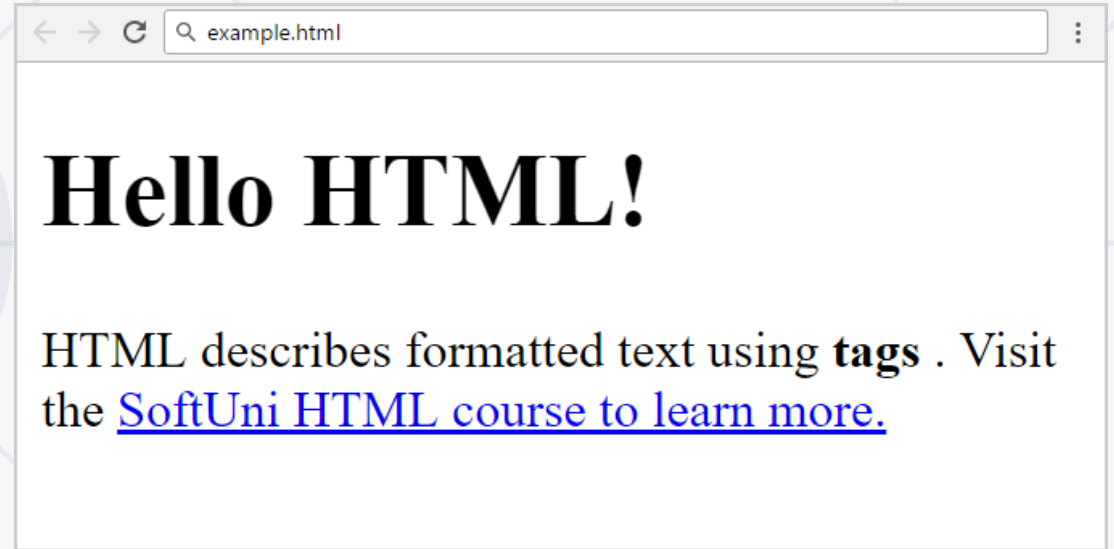 example.html
Hello HTML!
HTML describes formatted text using tags . Visit
the SoftUni HTML course to learn more.